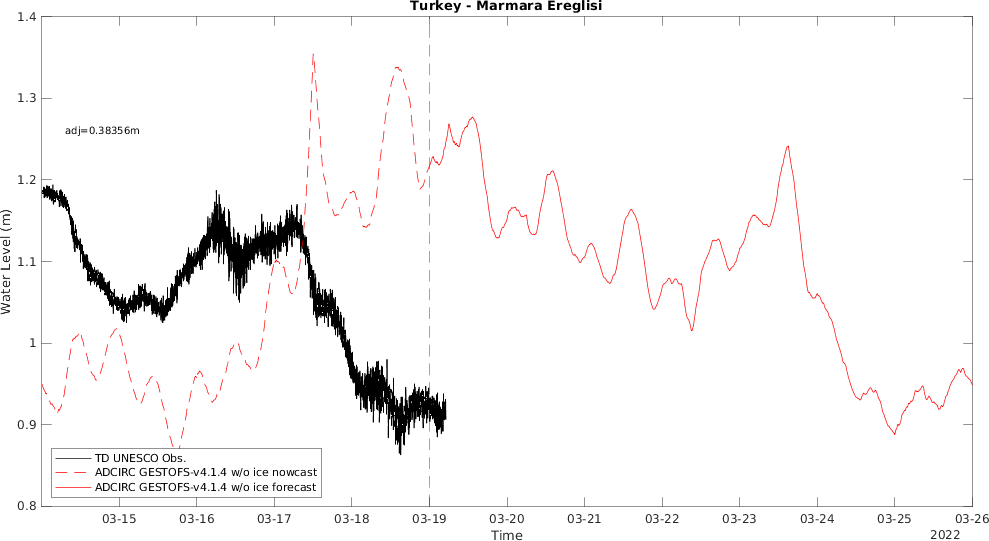 Turkey - Marmara Ereglisi
1.4
1.3
1.2
1.1
1
0.9
0.8
Water Level (m)
adj=0.38356m
TD UNESCO Obs.
ADCIRC GESTOFS-v4.1.4 w/o ice nowcast
ADCIRC GESTOFS-v4.1.4 w/o ice forecast
03-15 03-16 03-17 03-18 03-19 03-20 03-21 03-22 03-23 03-24 03-25 03-26
Time
2022